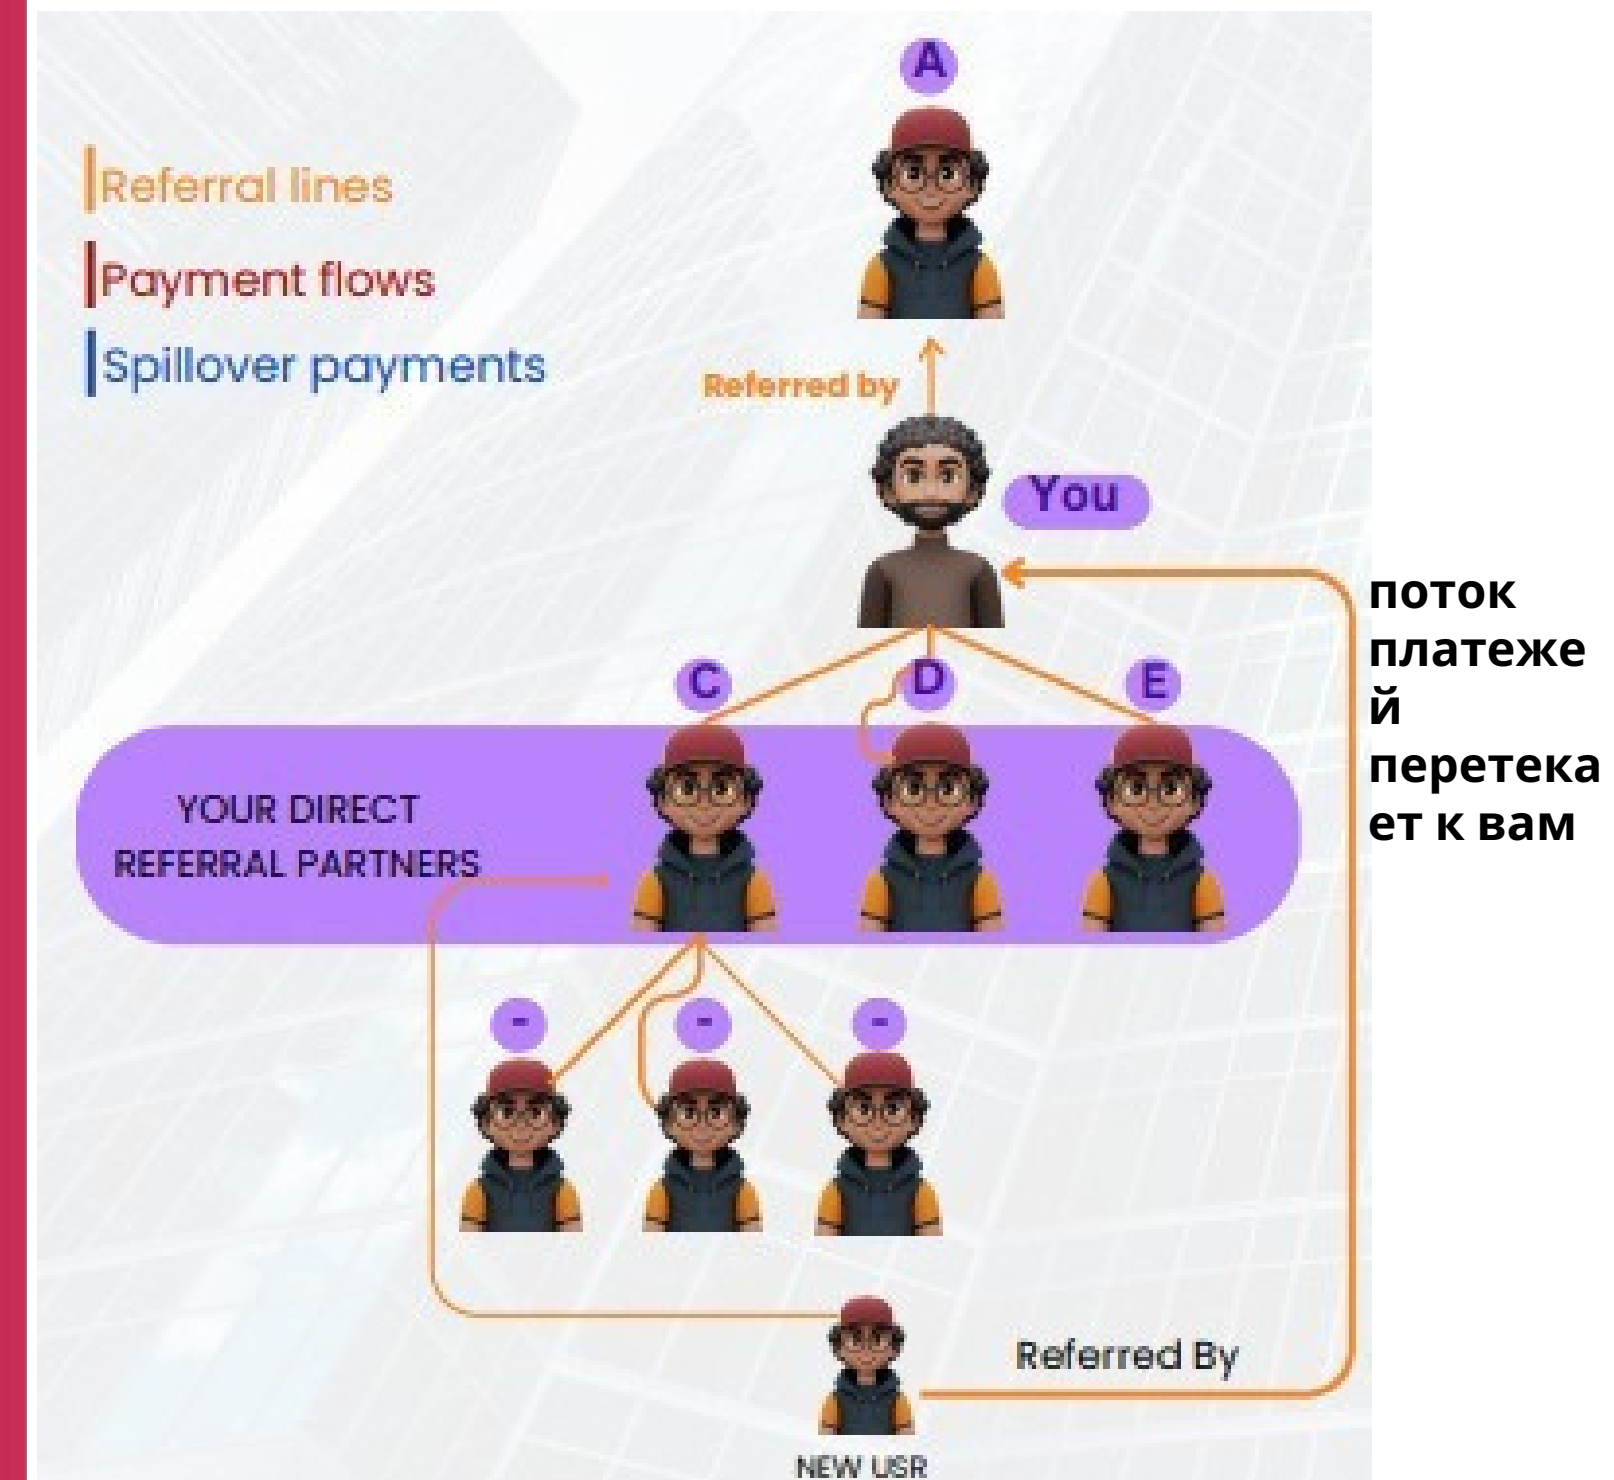 A
Referral lines
Payment flows
Spillover payments
Referred by
You
поток
платеже
й
перетека
ет к вам
C
D
E
YOUR DIRECT
REFERRAL PARTNERS
-
-
-
Referred By
NEW USR